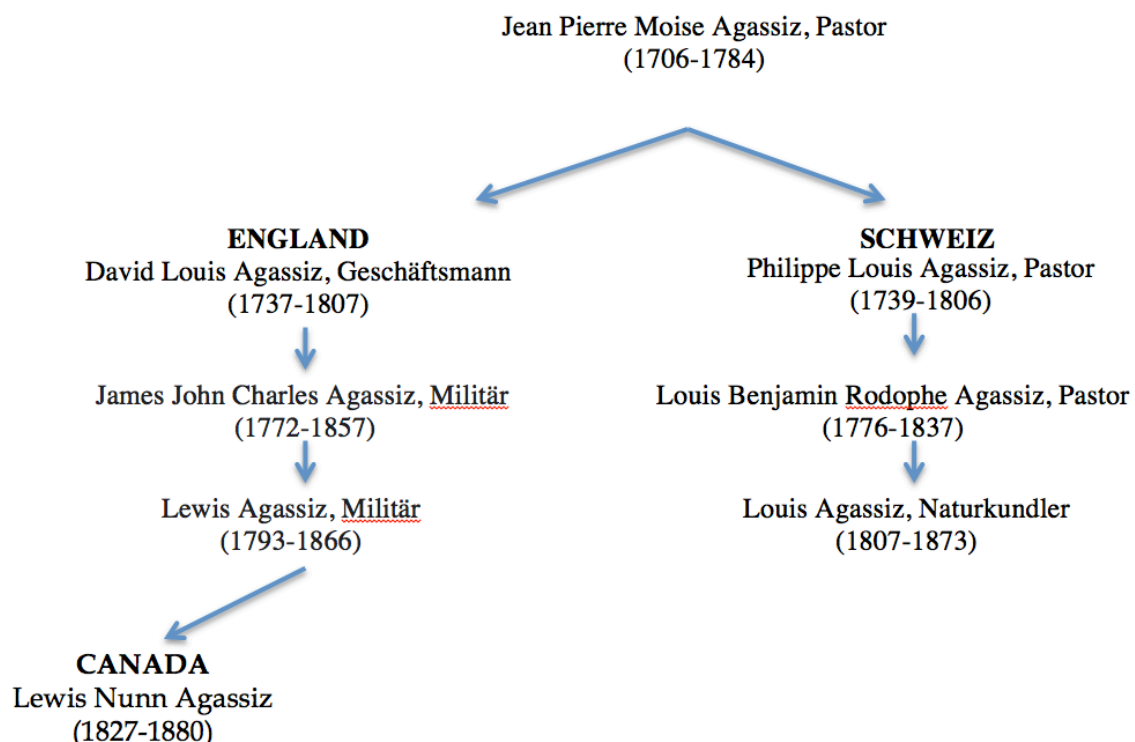 Jean Pierre Moise Agassiz, Pastor
(1706-1784)
ENGLAND
David Louis Agassiz, Geschäftsmann
(1737-1807)
James John Charles Agassiz, Militär
(1772-1857)
Lewis Agassiz, Militär
(1793-1866)
CANADA
Lewis Nunn Agassiz
(1827-1880)
SCHWEIZ
Philippe Louis Agassiz, Pastor
(1739-1806)
Louis Benjamin Rodophe Agassiz, Pastor
(1776-1837)
Louis Agassiz, Naturkundler
(1807-1873)